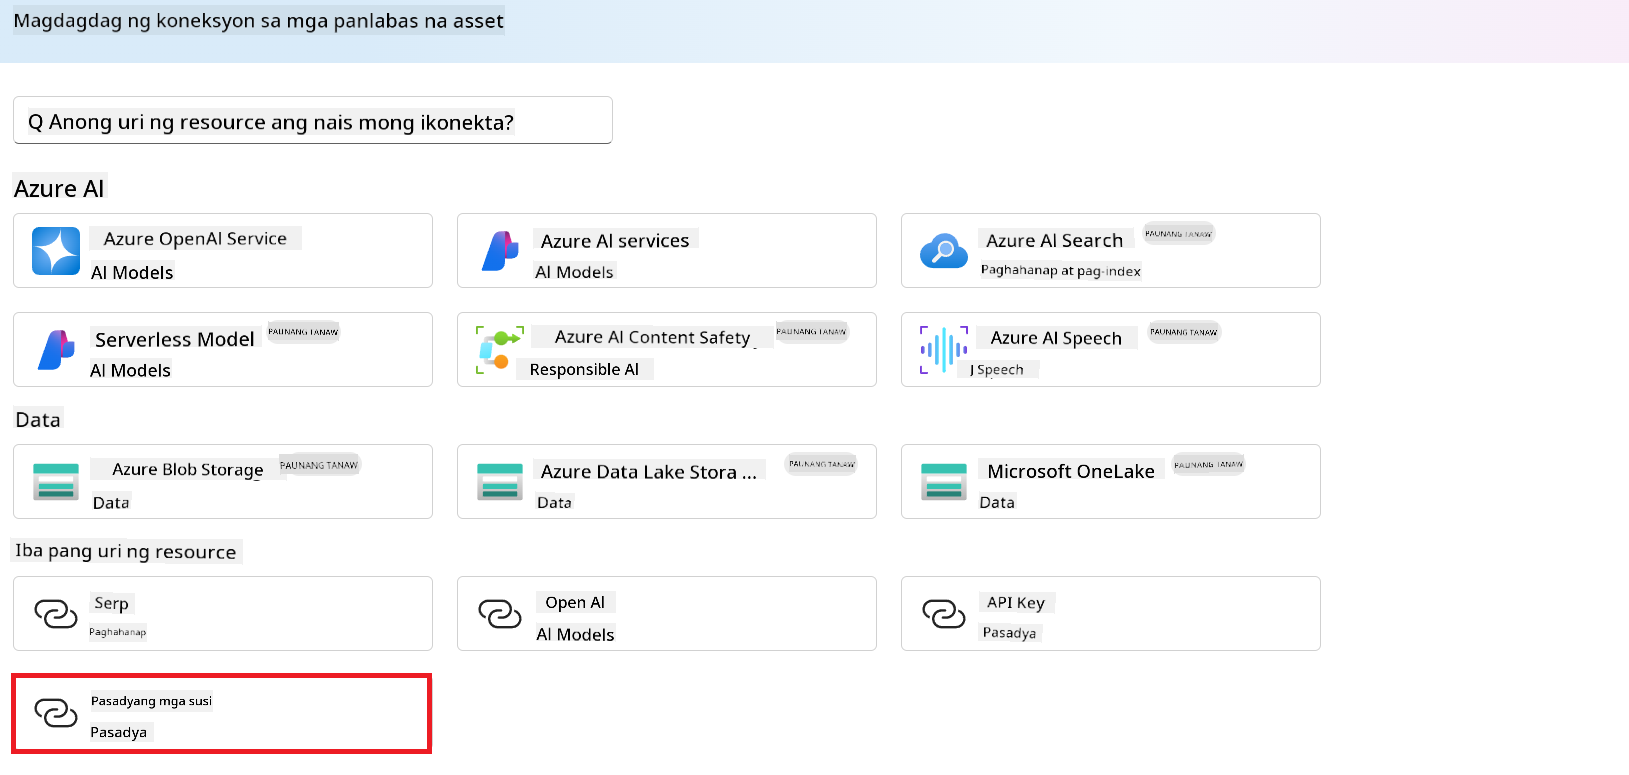 Magdagdag ng koneksyon sa mga panlabas na asset
Q Anong uri ng resource ang nais mong ikonekta?
Azure AI
Azure OpenAI Service
AI Models
Azure AI services
AI Models
Azure AI Search
PAUNANG TANAW
Paghahanap at pag-index
Serverless Model
PAUNANG TANAW
AI Models
Azure AI Content Safety
PAUNANG TANAW
Responsible AI
Azure AI Speech
PAUNANG TANAW
J Speech
Data
Azure Blob Storage
PAUNANG TANAW
Data
Azure Data Lake Stora ...
PAUNANG TANAW
Data
Microsoft OneLake
PAUNANG TANAW
Data
Iba pang uri ng resource
Serp
Paghahanap
Open AI
AI Models
API Key
Pasadya
Pasadyang mga susi
Pasadya